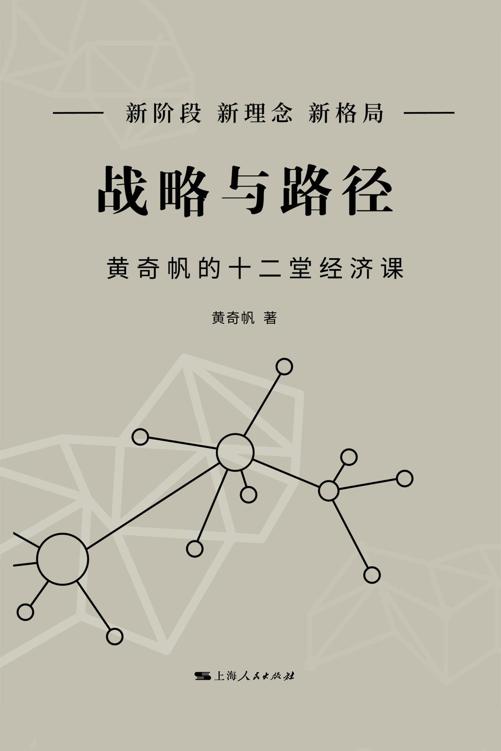 新阶段 新理念 新格局
战略与路径
黄奇帆的十二堂经济课
黄奇帆 著
上海人民出版社